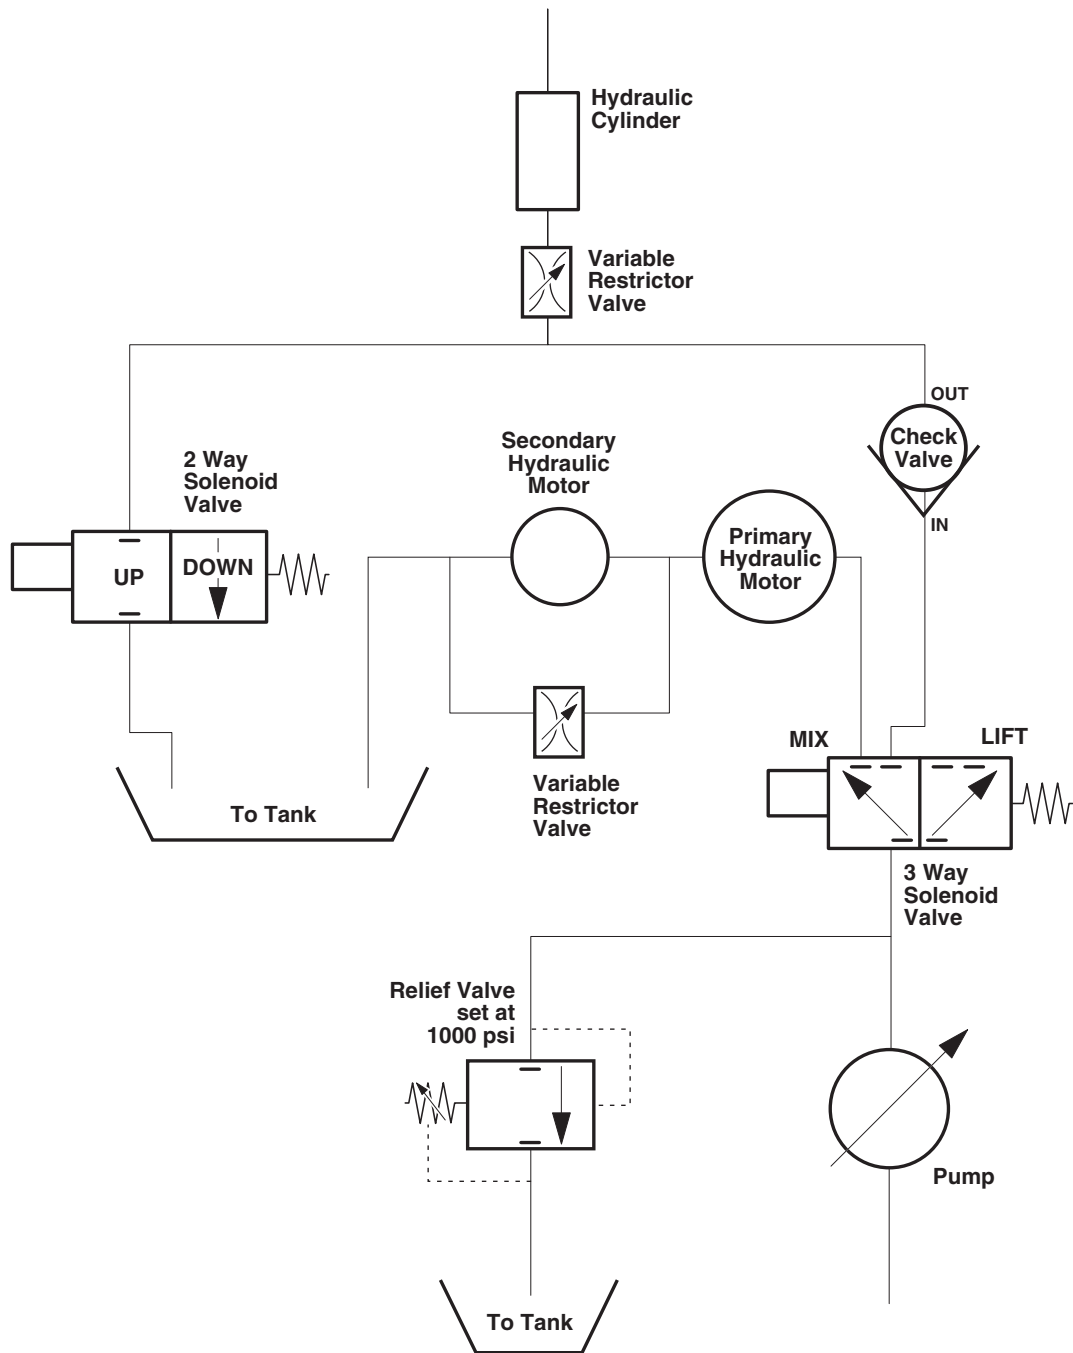 Hydraulic
Cylinder
Variable
Restrictor
Valve
OUT
Check
Valve
IN
Secondary
Hydraulic
Motor
2 Way
Solenoid
Valve
Primary
Hydraulic
Motor
UP
DOWN
MIX
LIFT
To Tank
Variable
Restrictor
Valve
3 Way
Solenoid
Valve
Relief Valve
set at
1000 psi
Pump
To Tank